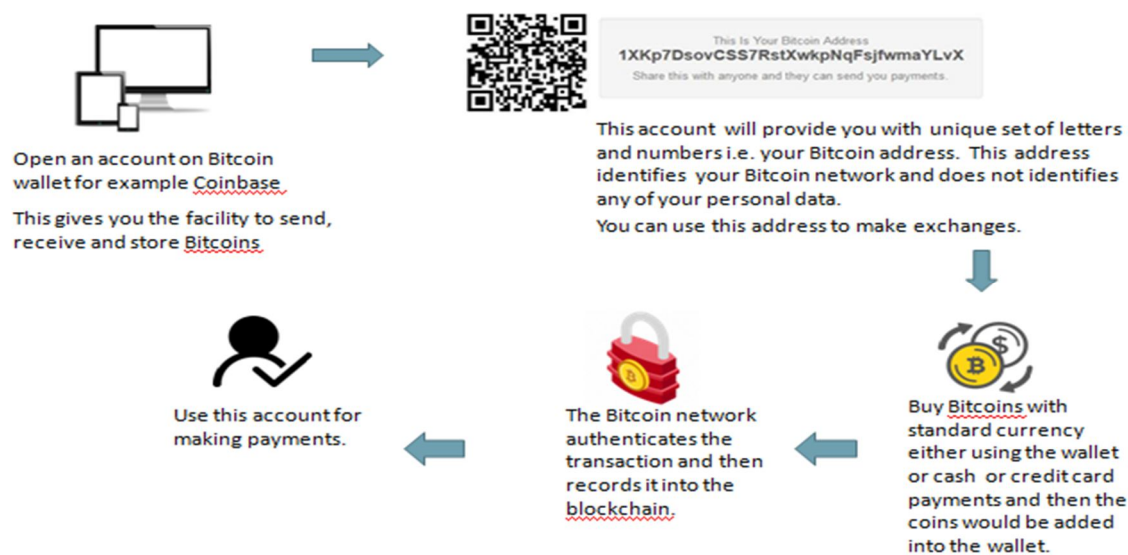 Open an account on Bitcoin
wallet for example Coinbase
This gives you the facility to send,
receive and store Bitcoins
This Is Your Bitcoin Address
1XKp7DsovCSS7RstXwkpNqFsjfwmaYLvX
Share this with anyone and they can send you payments.
This account will provide you with unique set of letters
and numbers i.e. your Bitcoin address. This address
identifies your Bitcoin network and does not identifies
any of your personal data.
You can use this address to make exchanges.
Buy Bitcoins with
standard currency
either using the wallet
or cash or credit card
payments and then the
coins would be added
into the wallet.
The Bitcoin network
authenticates the
transaction and then
records it into the
blockchain.
Use this account for
making payments.